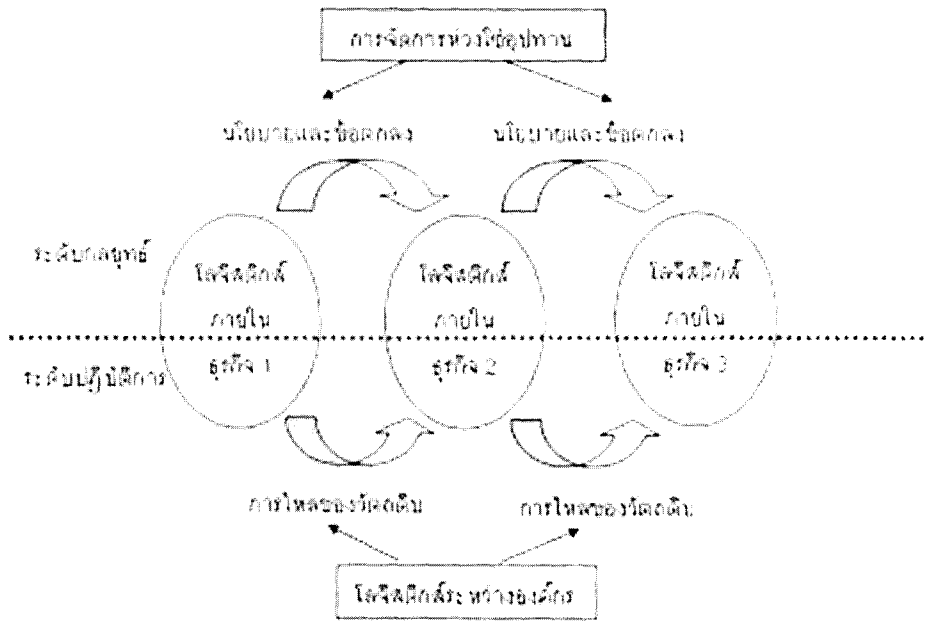 การจัดการห่วงโซ่อุปทาน
นโยบายและข้อตกลง นโยบายและข้อตกลง
ระดับกลยุทธ์
โลจิสติกส์ โลจิสติกส์ โลจิสติกส์
ภายใน ภายใน ภายใน
ธุรกิจ 1 ธุรกิจ 2 ธุรกิจ 3
ระดับปฏิบัติการ
การไหลของวัตถุดิบ การไหลของวัตถุดิบ
โลจิสติกส์ระหว่างองค์กร